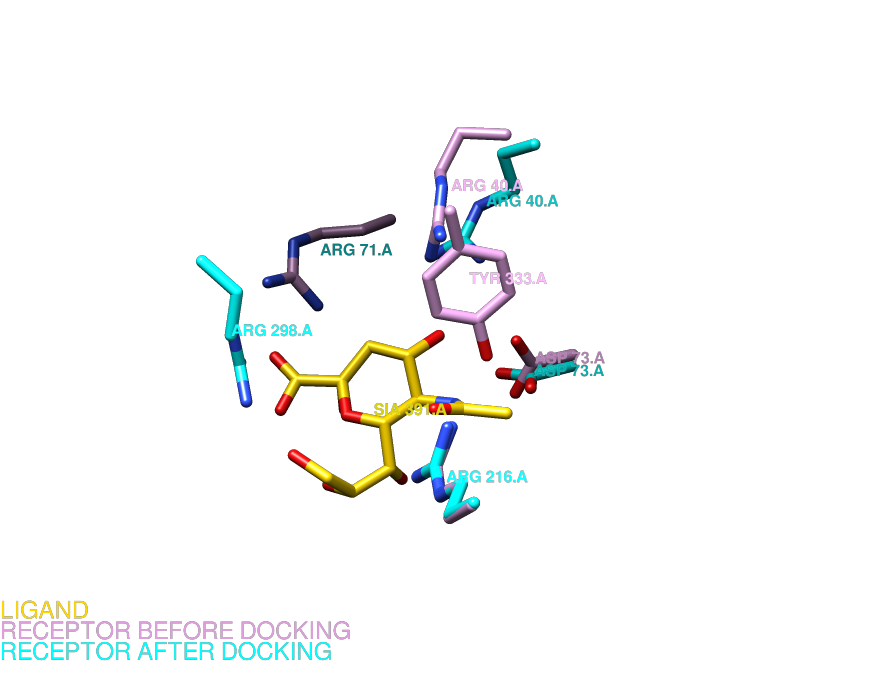 ARG 40.A
ARG 40.A
ARG 71.A
TYR 333.A
ARG 298.A
ASP 73.A
ASP 73.A
SIA 691.A
ARG 216.A
LIGAND
RECEPTOR BEFORE DOCKING
RECEPTOR AFTER DOCKING